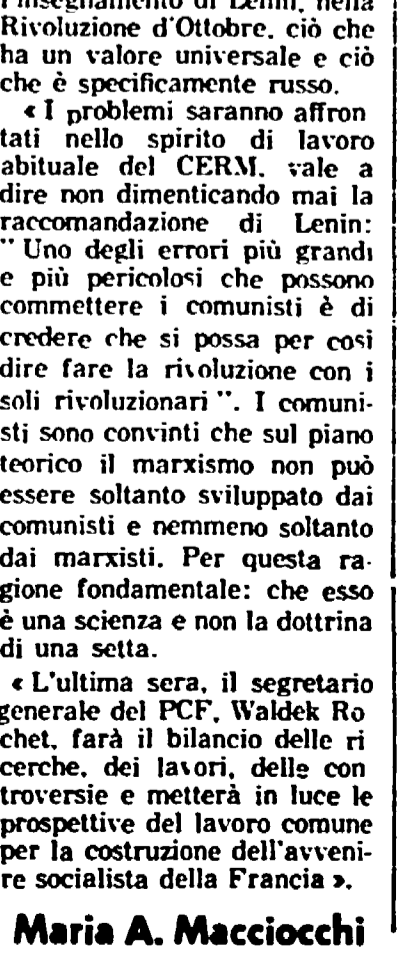 l'insegnamento di Lenin, nella
Rivoluzione d'Ottobre, ciò che
ha un valore universale e ciò
che è specificamente russo.
« I problemi saranno affron
tati nello spirito di lavoro
abituale del CERM, vale a
dire non dimenticando mai la
raccomandazione di Lenin:
" Uno degli errori più grandi
e più pericolosi che possono
commettere i comunisti è di
credere che si possa per così
dire fare la rivoluzione con i
soli rivoluzionari ". I comuni-
sti sono convinti che sul piano
teorico il marxismo non può
essere soltanto sviluppato dai
comunisti e nemmeno soltanto
dai marxisti. Per questa ra-
gione fondamentale: che esso
è una scienza e non la dottrina
di una setta.
« L'ultima sera, il segretario
generale del PCF, Waldek Ro
chet, farà il bilancio delle ri
cerche, dei lavori, delle con
troversie e metterà in luce le
prospettive del lavoro comune
per la costruzione dell'avveni-
re socialista della Francia ».
Maria A. Macciocchi